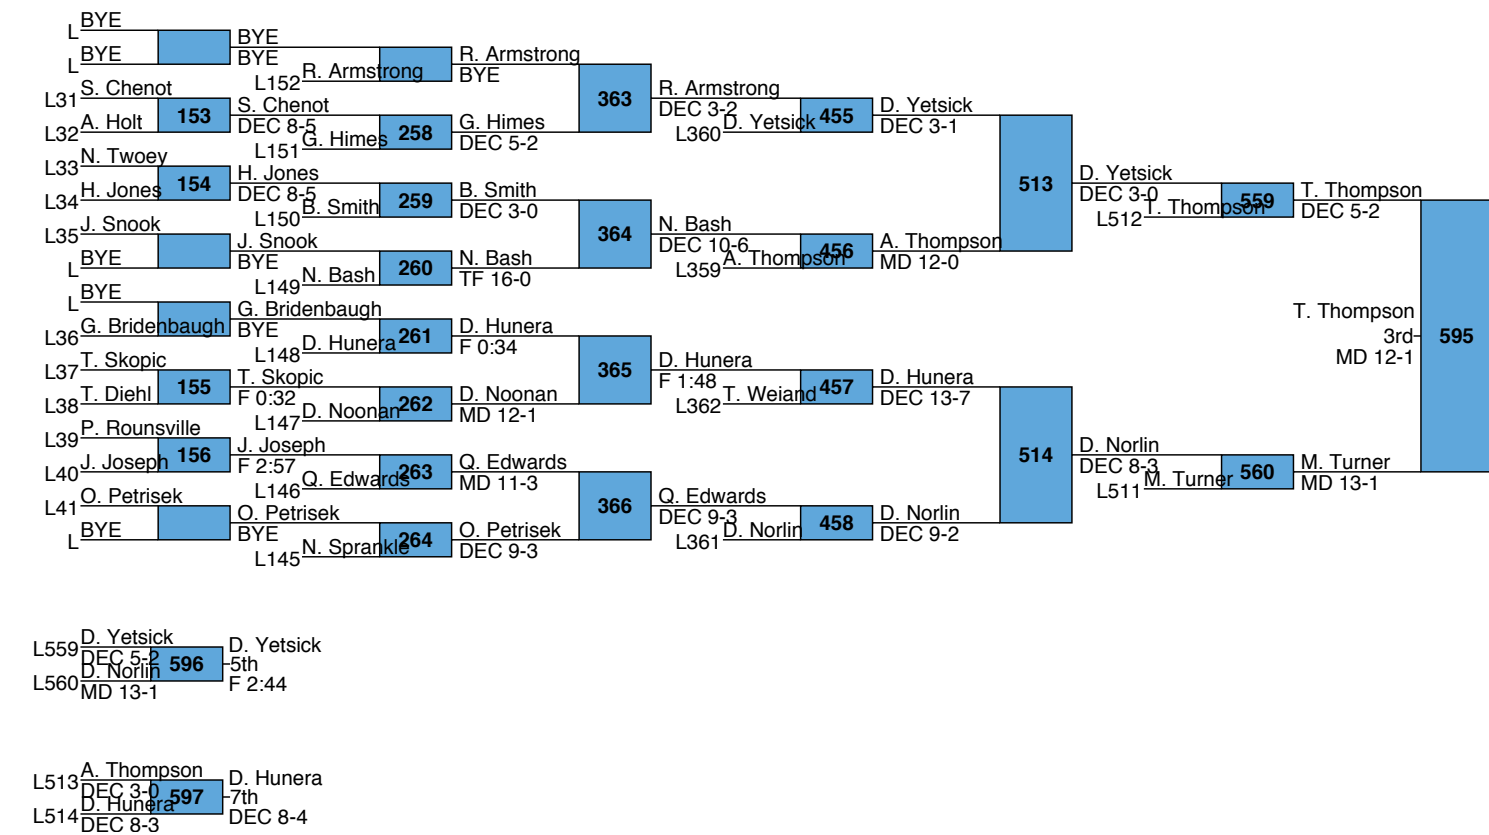 BYE
L
BYE
L
BYE
BYE
L152 R. Armstrong
R. Armstrong
BYE
L31 S. Chenot
L32 A. Holt
153
S. Chenot
DEC 8-5
L151 G. Himes
258
G. Himes
DEC 5-2
363
R. Armstrong
DEC 3-2
L360 D. Yetsick
455
D. Yetsick
DEC 3-1
L33 N. Twoey
L34 H. Jones
154
H. Jones
DEC 8-5
L150 B. Smith
259
B. Smith
DEC 3-0
L35 J. Snook
L BYE
J. Snook
BYE
L149 N. Bash
260
N. Bash
TF 16-0
364
N. Bash
DEC 10-6
L359 A. Thompson
456
A. Thompson
MD 12-0
513
D. Yetsick
DEC 3-0
L512 T. Thompson
559
T. Thompson
DEC 5-2
L BYE
L36 G. Bridenbaugh
G. Bridenbaugh
BYE
L148 D. Hunera
261
D. Hunera
F 0:34
L37 T. Skopic
L38 T. Diehl
155
T. Skopic
F 0:32
L147 D. Noonan
262
D. Noonan
MD 12-1
365
D. Hunera
F 1:48
L362 T. Weiand
457
D. Hunera
DEC 13-7
L39 P. Rounsville
L40 J. Joseph
156
J. Joseph
F 2:57
L146 Q. Edwards
263
Q. Edwards
MD 11-3
L41 O. Petrisek
L BYE
O. Petrisek
BYE
L145 N. Sprankle
264
O. Petrisek
DEC 9-3
366
Q. Edwards
DEC 9-3
L361 D. Norlin
458
D. Norlin
DEC 9-2
514
D. Norlin
DEC 8-3
L511 M. Turner
560
M. Turner
MD 13-1
T. Thompson
3rd
MD 12-1
595
L559 D. Yetsick
DEC 5-2
L560 D. Norlin
MD 13-1
596
D. Yetsick
5th
F 2:44
L513 A. Thompson
DEC 3-0
L514 D. Hunera
DEC 8-3
597
D. Hunera
7th
DEC 8-4